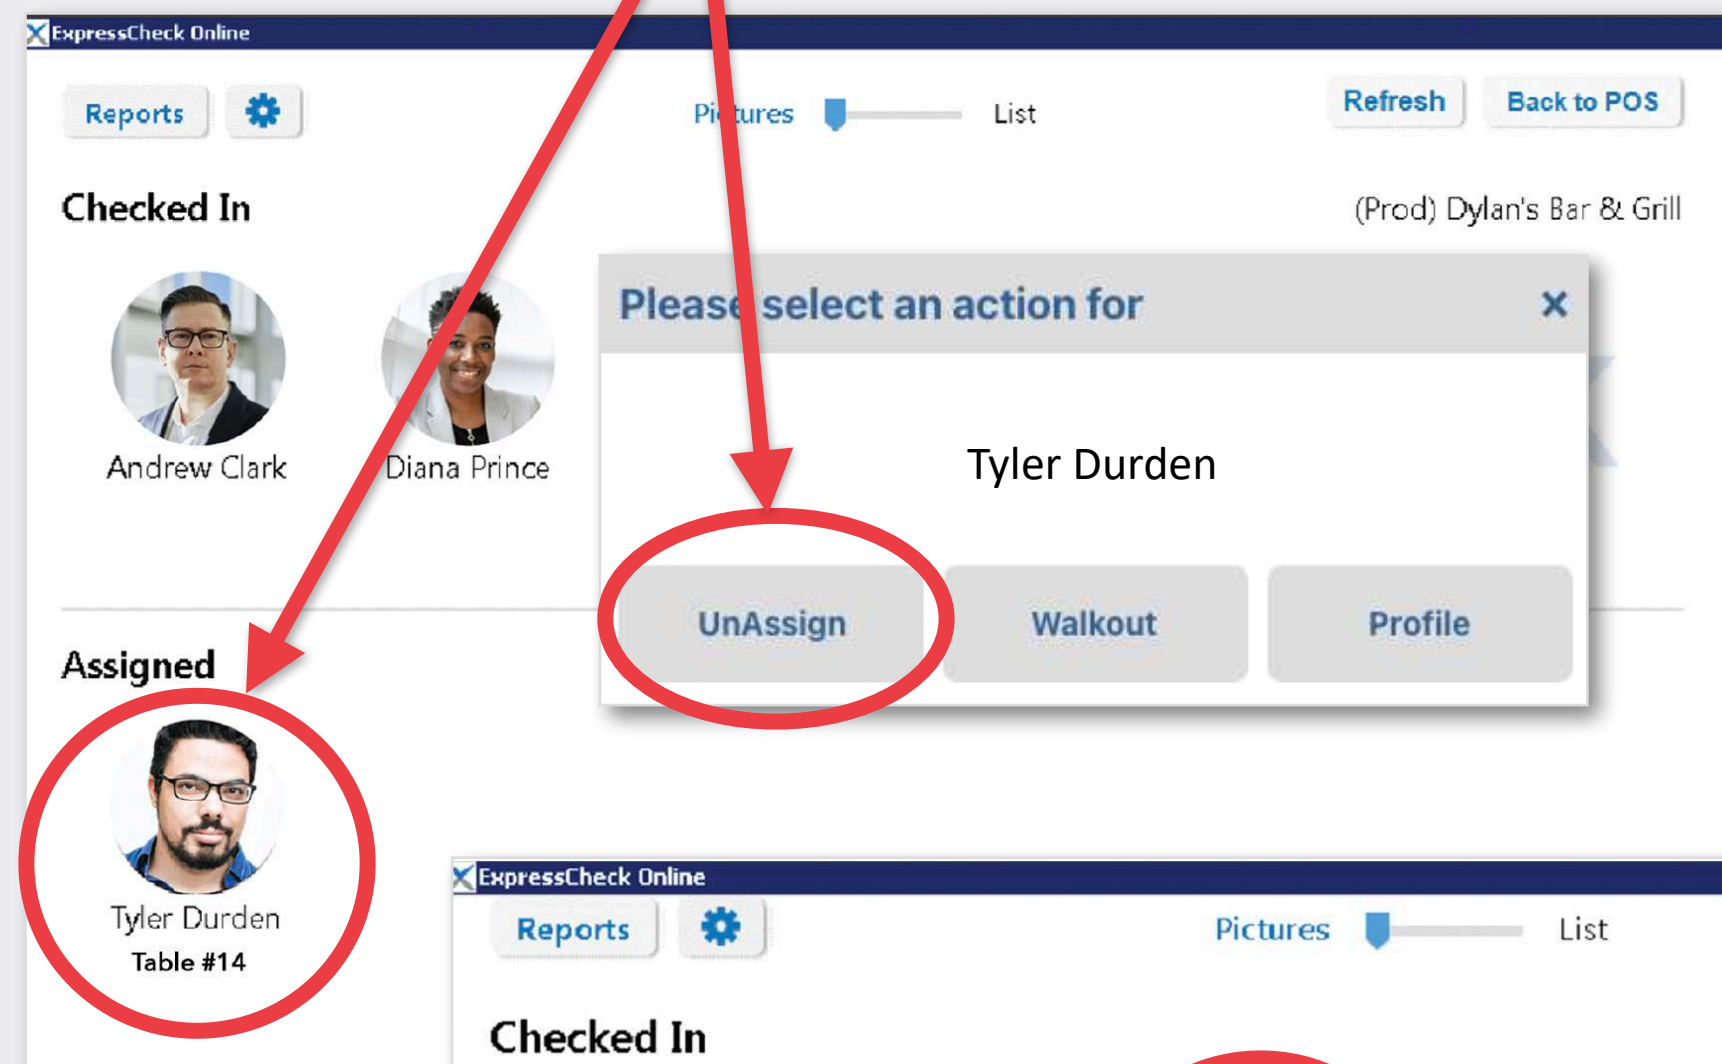 ExpressCheck Online
Reports
Pictures
List
Refresh
Back to POS
Checked In
(Prod) Dylan's Bar & Grill
Andrew Clark
Diana Prince
Please select an action for
×
Tyler Durden
UnAssign
Walkout
Profile
Assigned
Tyler Durden
Table #14
ExpressCheck Online
Reports
Pictures
List
Checked In